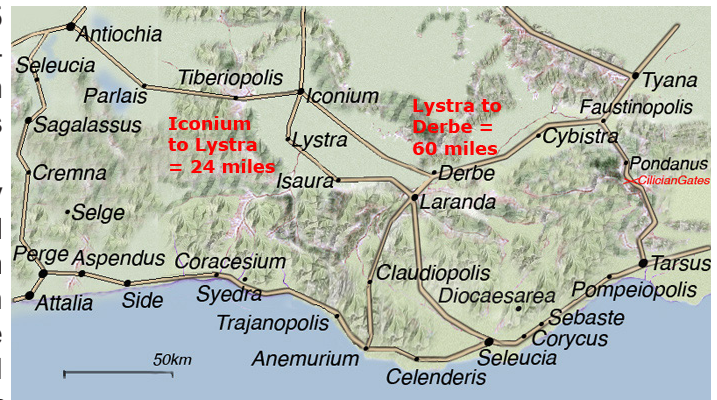 Antiochia
Seleucia
Tiberiopolis
Tyana
Parlais
Iconium
Lystra to
Derbe =
60 miles
Faustinopolis
Iconium
to Lystra
= 24 miles
Sagalassus
Lystra
Cybistra
Pondanus
CilicianGates
Cremna
Isaura
Derbe
Laranda
Selge
Perge
Aspendus
Coracesium
Claudiopolis
Tarsus
Pompeiopolis
Attalia
Side
Syedra
Diocaesarea
Trajanopolis
Sebaste
Corycus
Anemurium
Seleucia
Celenderis
50km